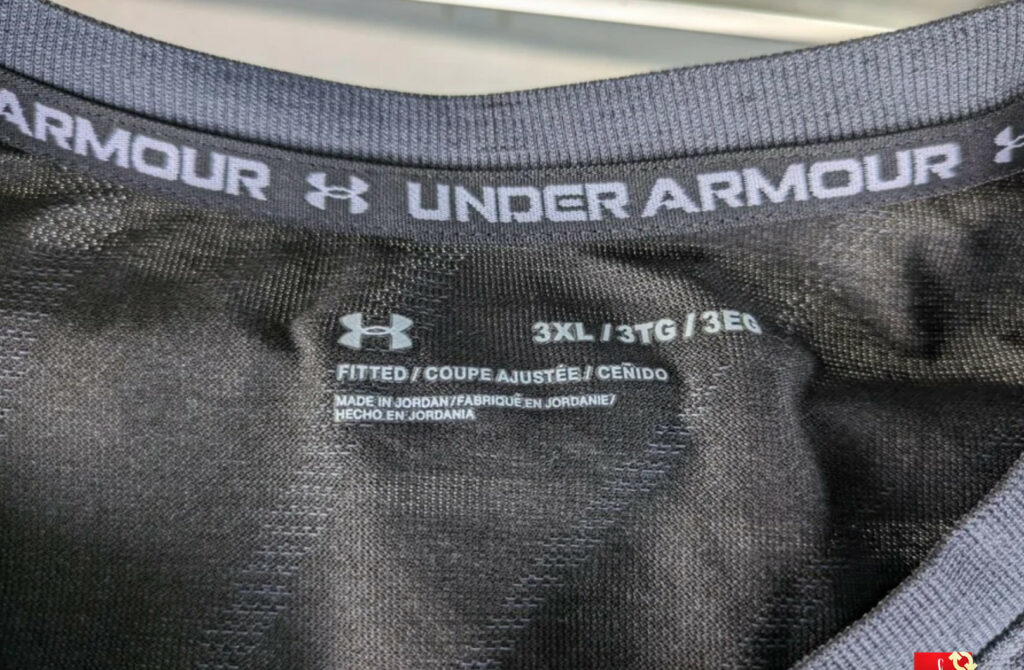 ARMOUR UNDER ARMOUR
3XL / 3TG / 3EG
FITTED / COUPE AJUSTÉE / CEÑIDO
MADE IN JORDAN/FABRIQUÉ EN JORDANIE/
HECHO EN JORDANIA